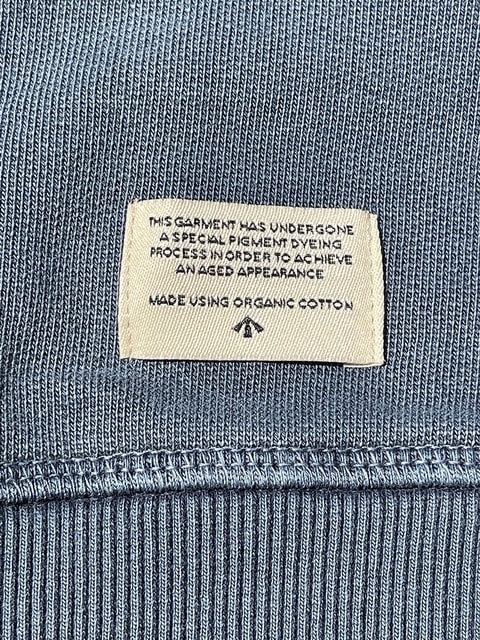 THIS GARMENT HAS UNDERGONE
A SPECIAL PIGMENT DYEING
PROCESS IN ORDER TO ACHIEVE
AN AGED APPEARANCE
MADE USING ORGANIC COTTON